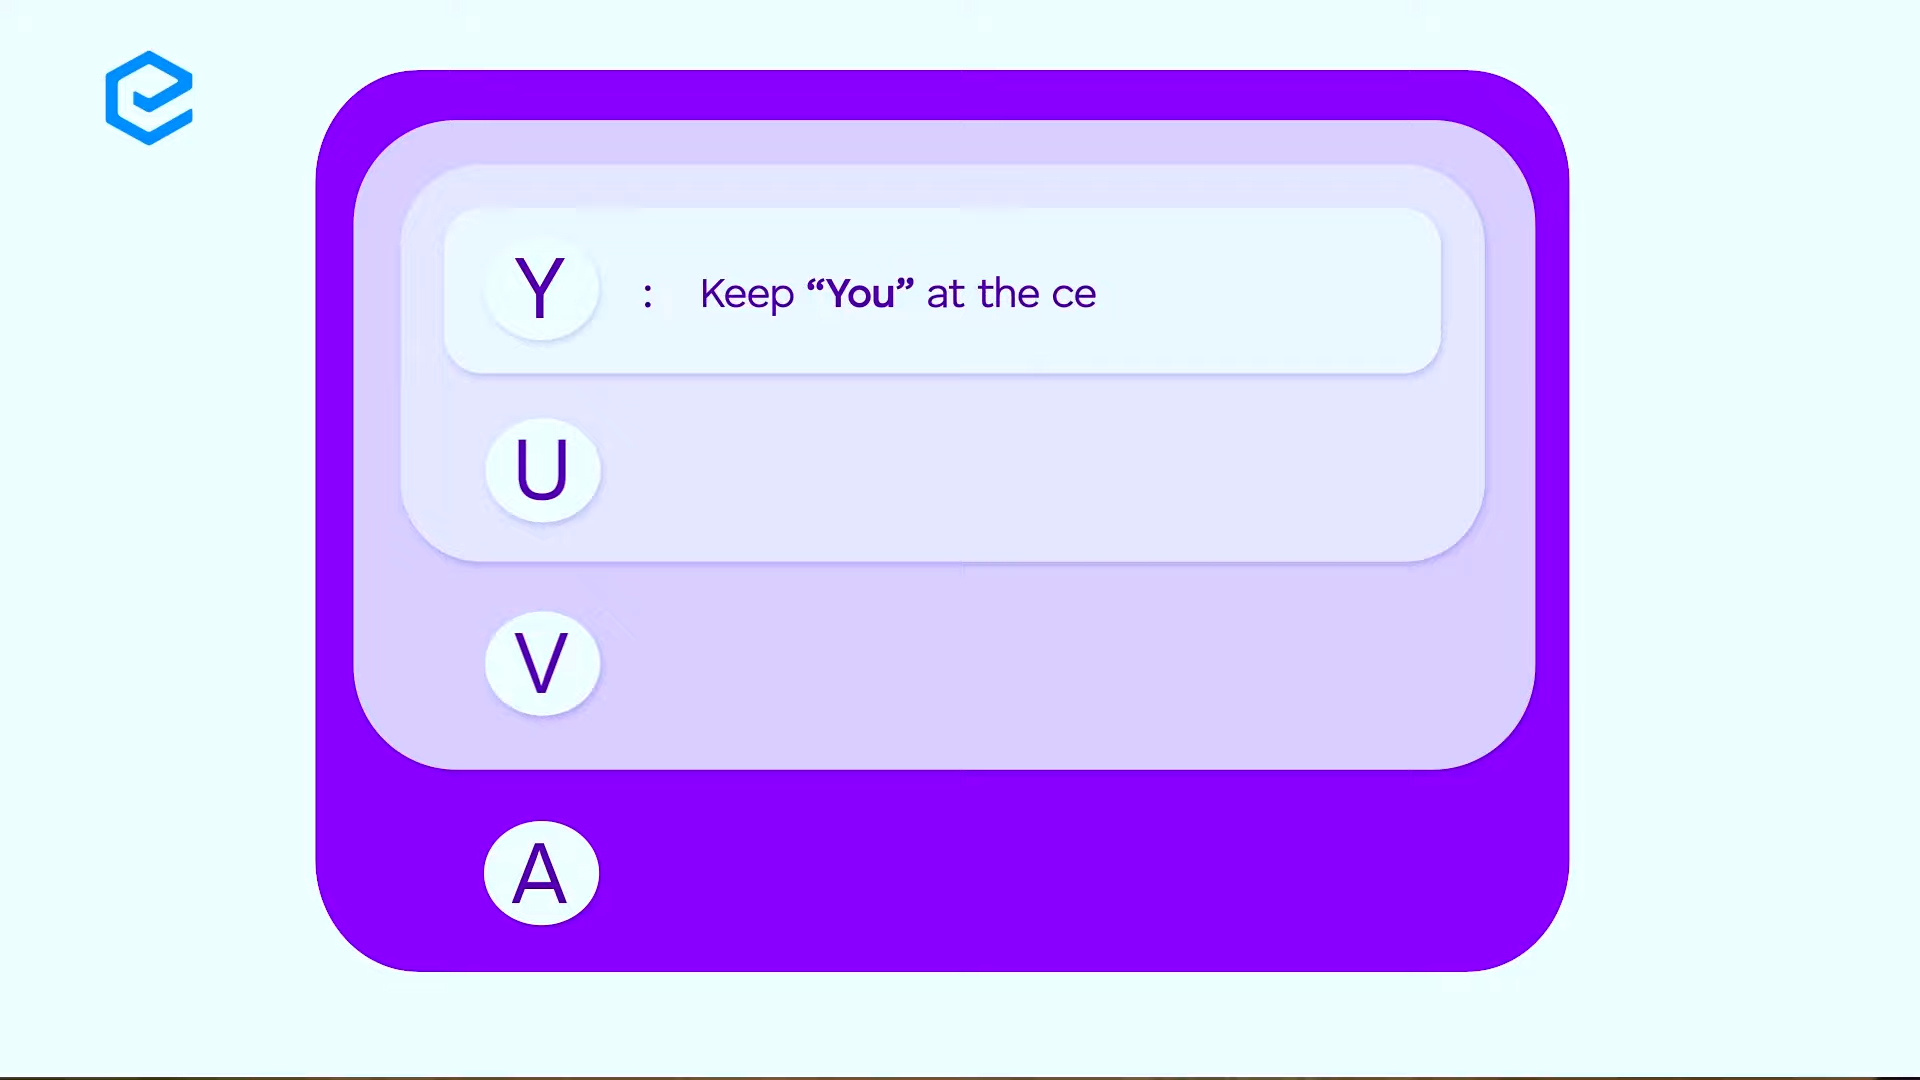 Y : Keep “You” at the ce
U
V
A